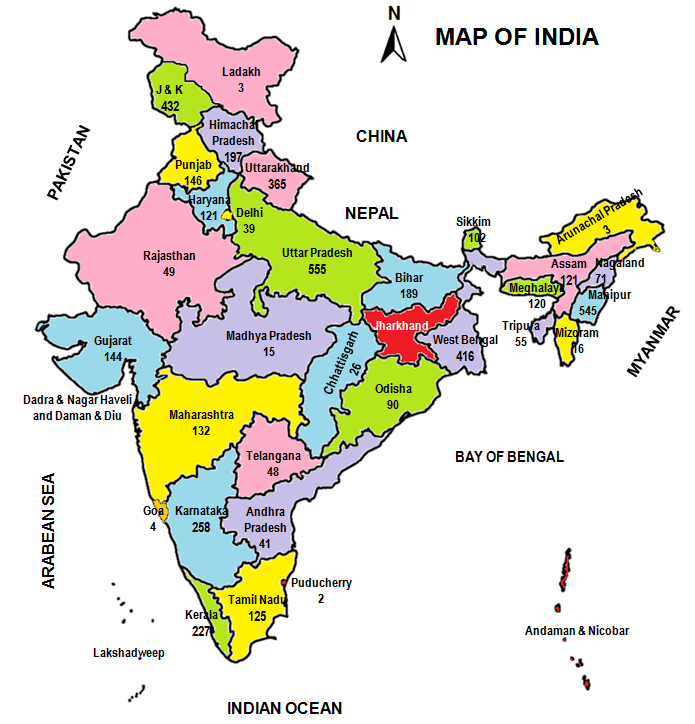 N
MAP OF INDIA
Ladakh
3
J & K
432
CHINA
Himachal
Pradesh
197
PAKISTAN
Punjab
146
Uttarakhand
365
Haryana
121
Delhi
39
NEPAL
Sikkim
102
Arunachal Pradesh
3
Rajasthan
49
Uttar Pradesh
555
Bihar
189
Assam
121
Nagaland
71
Meghalay
120
Manipur
545
Jharkhand
Tripura
55
Mizoram
16
MYANMAR
Gujarat
144
Madhya Pradesh
15
Chhattisgarh
26
West Bengal
416
Dadra & Nagar Haveli
and Daman & Diu
Maharashtra
132
Odisha
90
Telangana
48
BAY OF BENGAL
ARABEAN SEA
Goa
4
Karnataka
258
Andhra
Pradesh
41
Puducherry
2
Tamil Nadu
125
Kerala
227
Andaman & Nicobar
Lakshadweep
INDIAN OCEAN